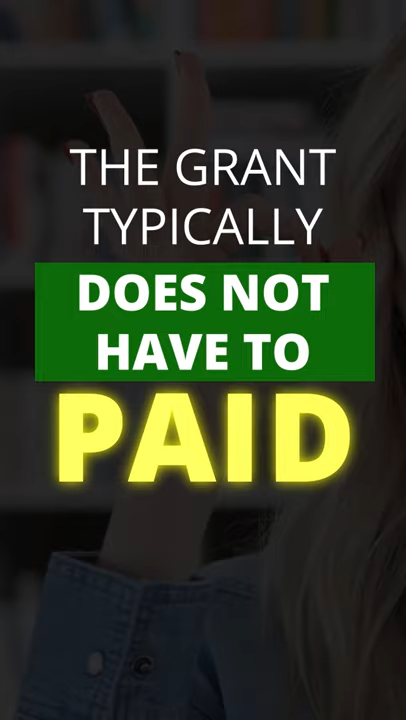 THE GRANT
TYPICALLY
DOES NOT
HAVE TO
PAID